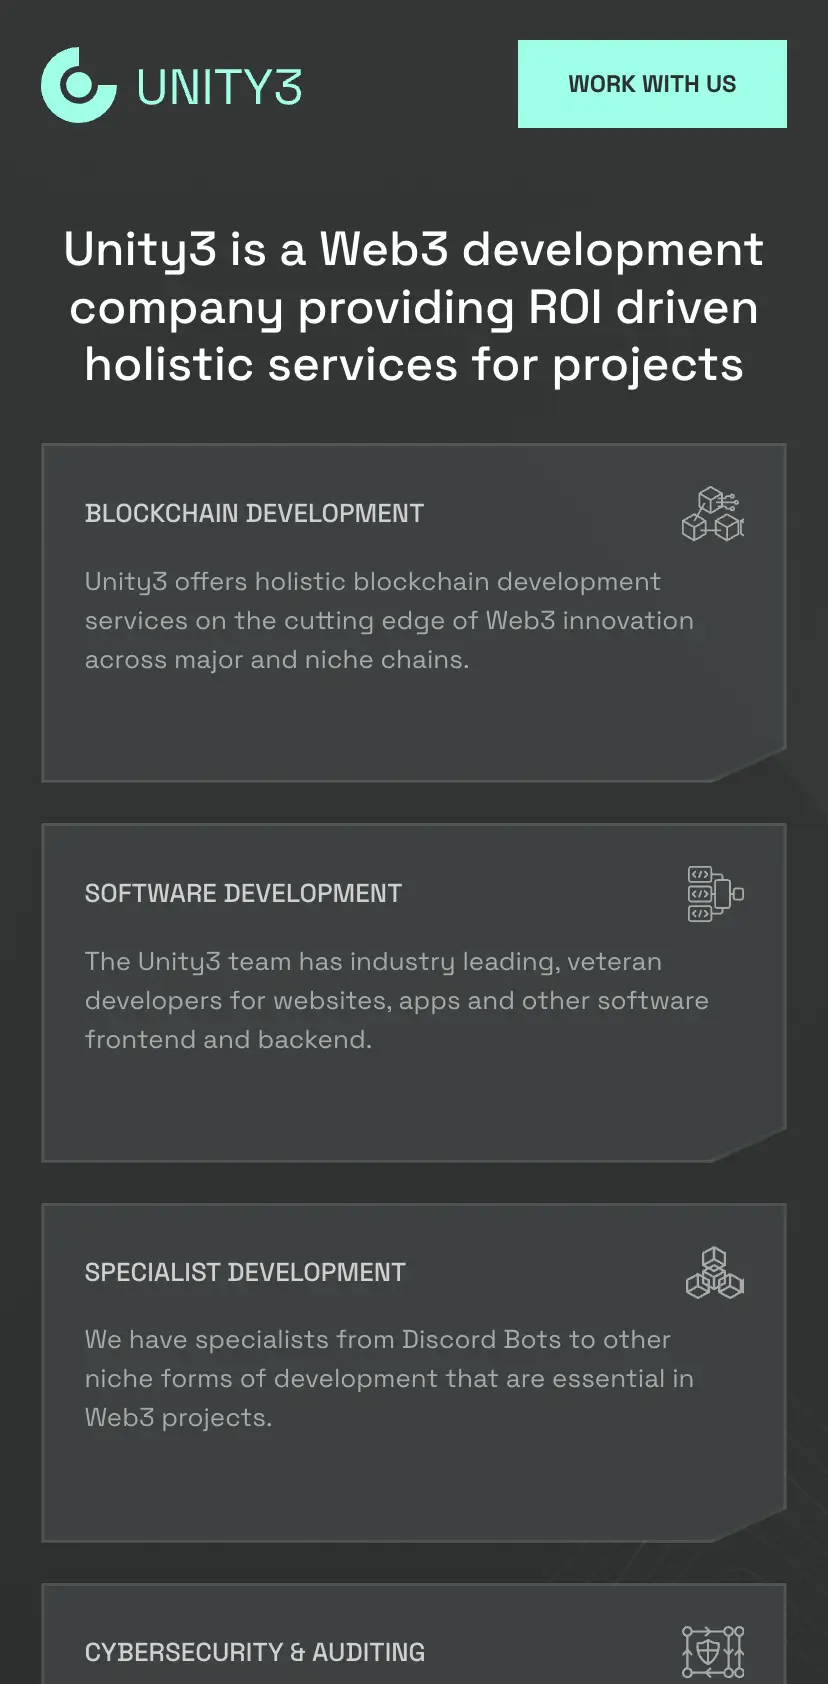 UNITY3
WORK WITH US
Unity3 is a Web3 development
company providing ROI driven
holistic services for projects
BLOCKCHAIN DEVELOPMENT
Unity3 offers holistic blockchain development
services on the cutting edge of Web3 innovation
across major and niche chains.
SOFTWARE DEVELOPMENT
The Unity3 team has industry leading, veteran
developers for websites, apps and other software
frontend and backend.
SPECIALIST DEVELOPMENT
We have specialists from Discord Bots to other
niche forms of development that are essential in
Web3 projects.
CYBERSECURITY & AUDITING